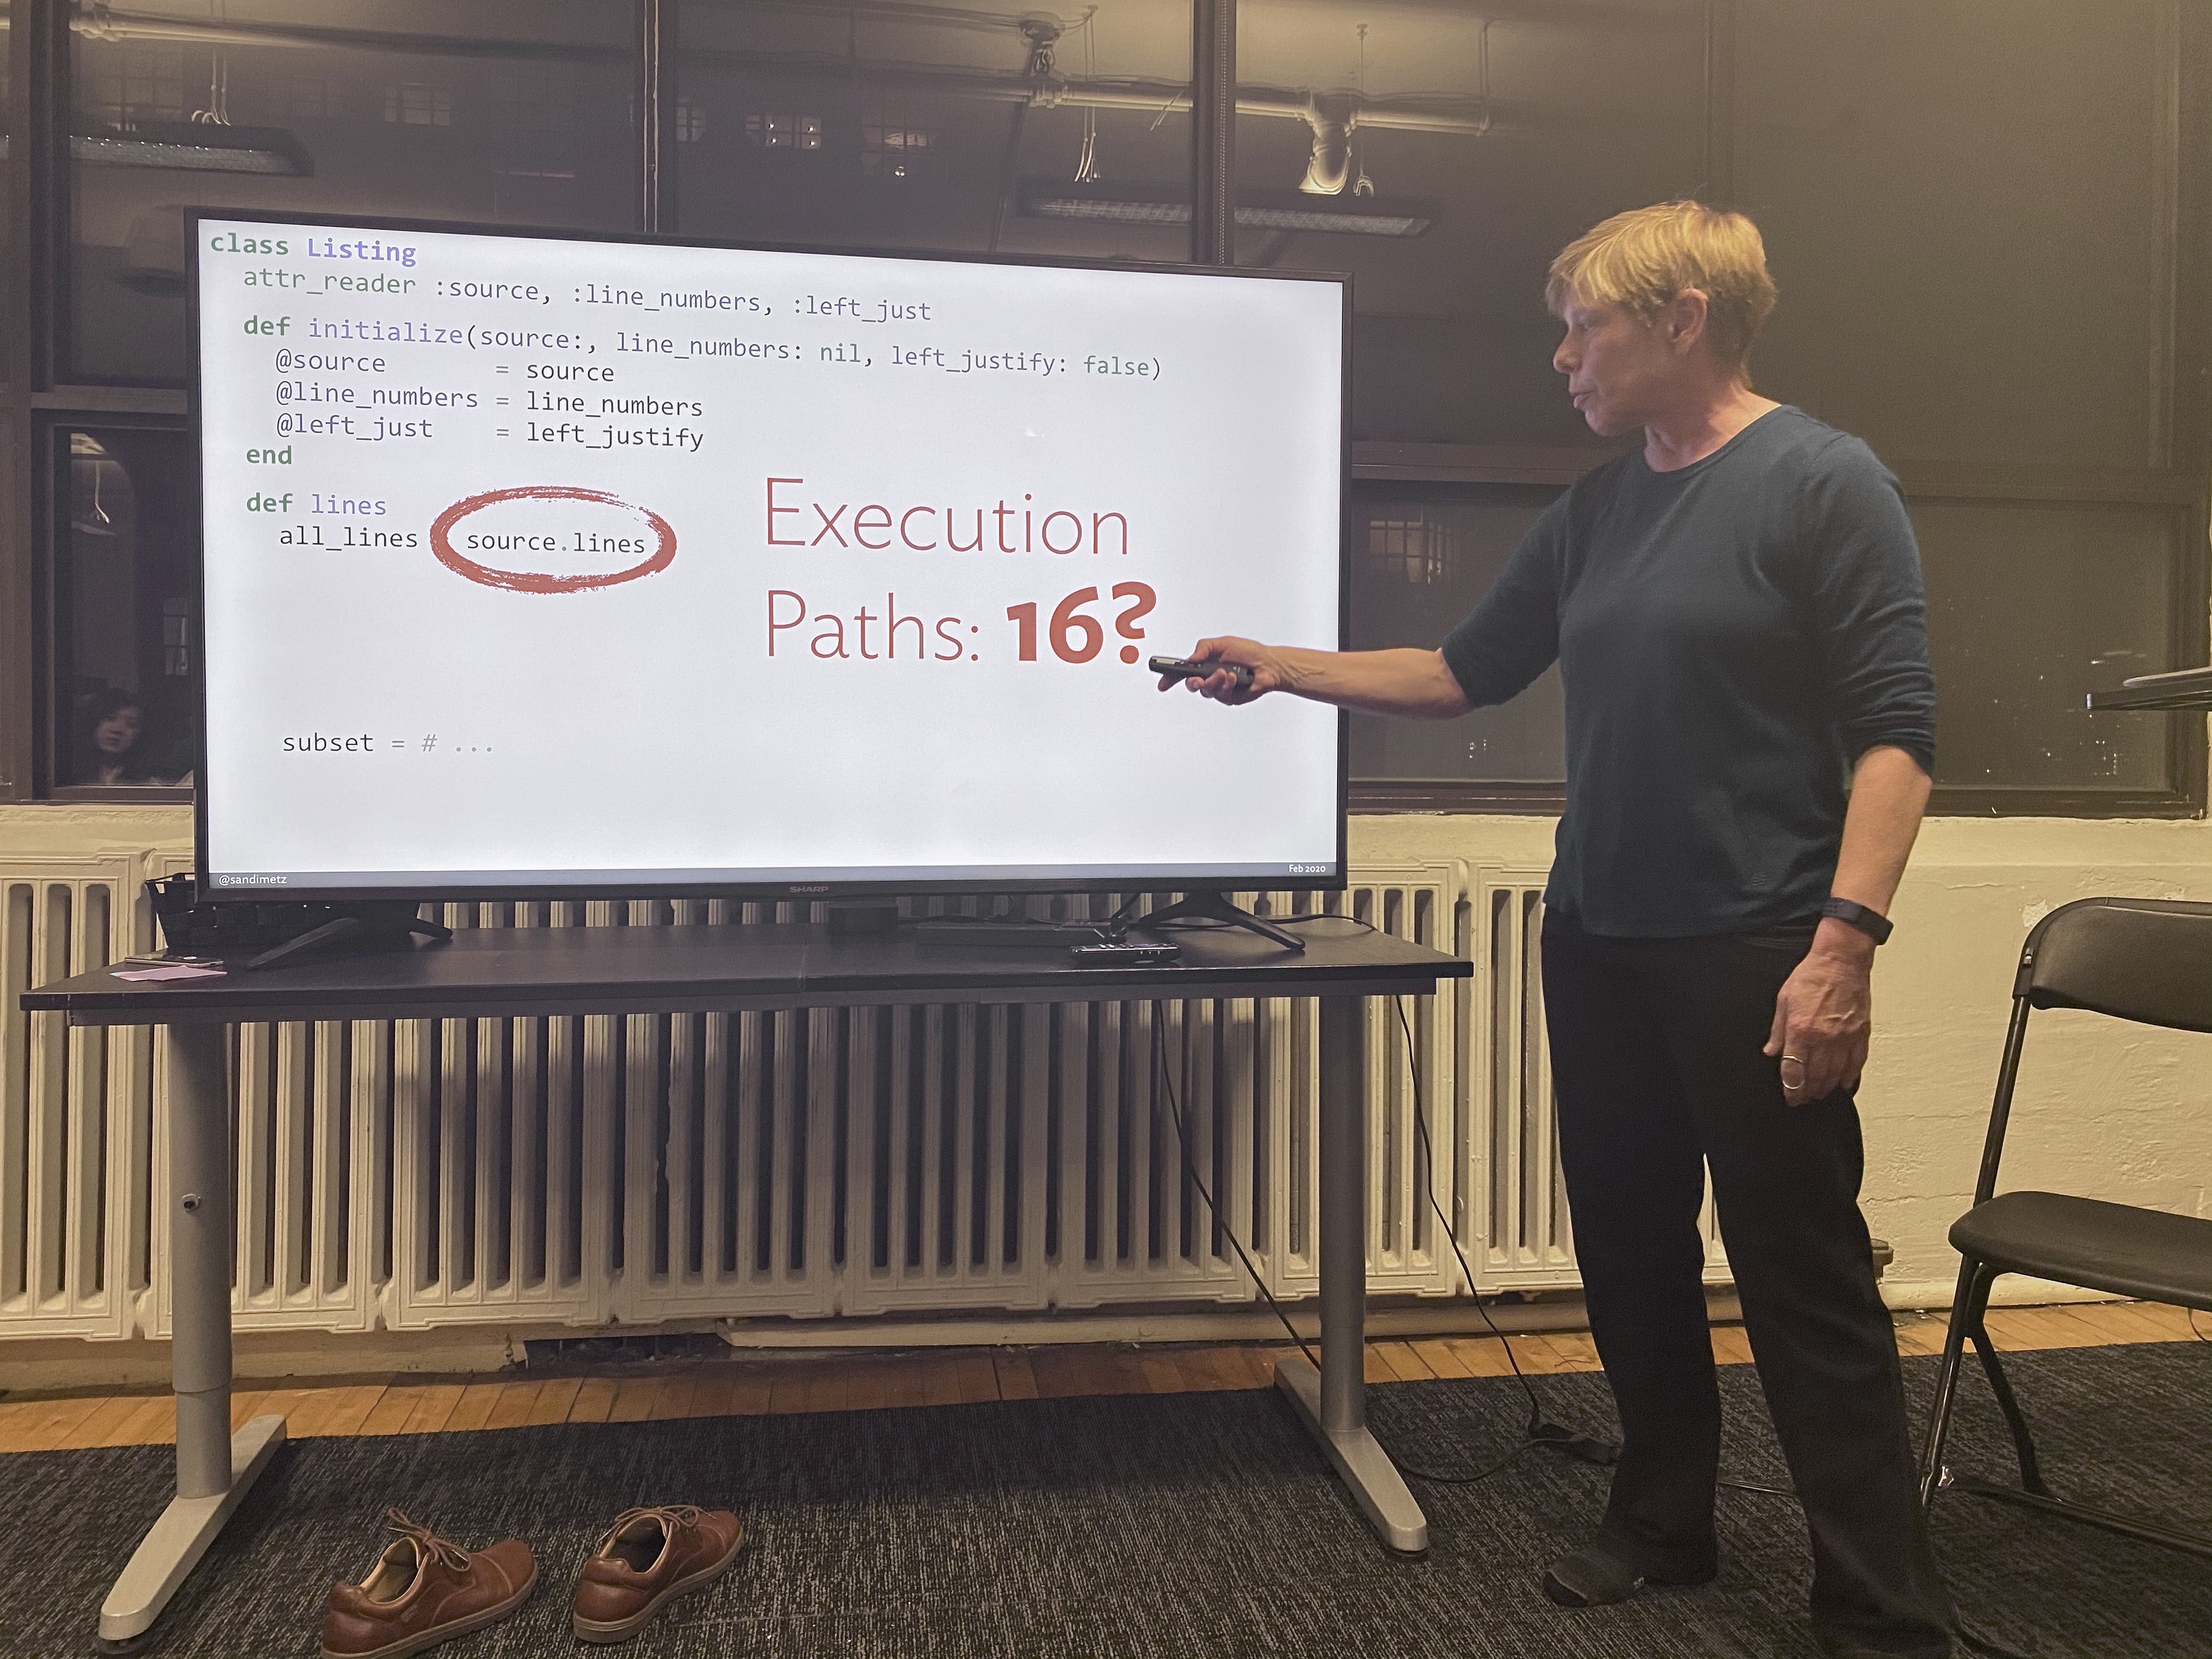 class Listing
attr_reader :source, :line_numbers, :left_just
def initialize(source:, line_numbers: nil, left_justify: false)
@source = source
@line_numbers = line_numbers
@left_just = left_justify
end
def lines
all_lines source.lines
subset = # ...
Execution
Paths: 16?
@sandimetz
Feb 2020
SHARP